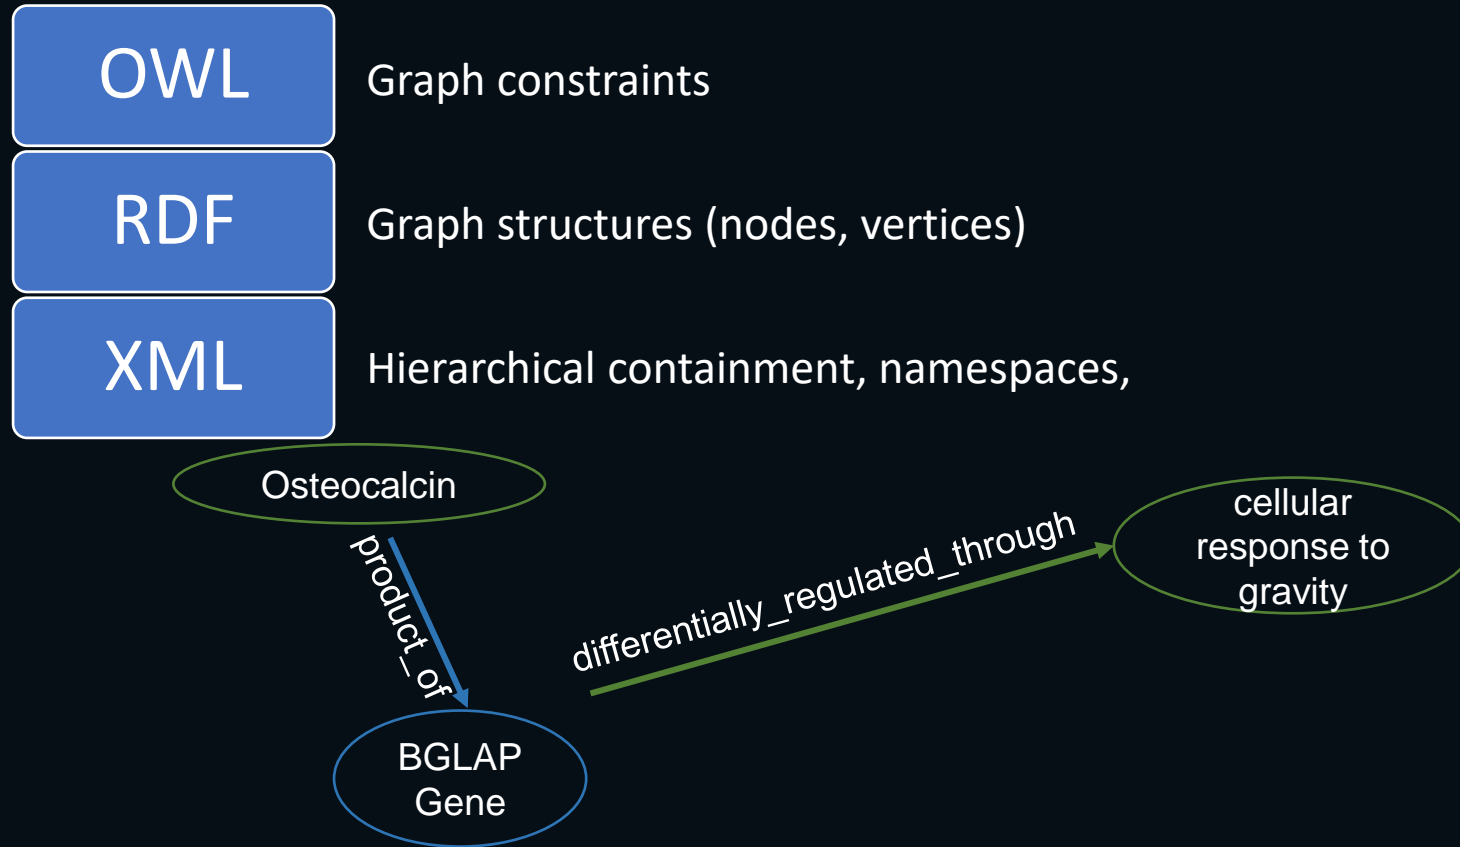 OWL
Graph constraints
RDF
Graph structures (nodes, vertices)
XML
Hierarchical containment, namespaces,
Osteocalcin
product_of
differentially_regulated_through
cellular
response to
gravity
BGLAP
Gene